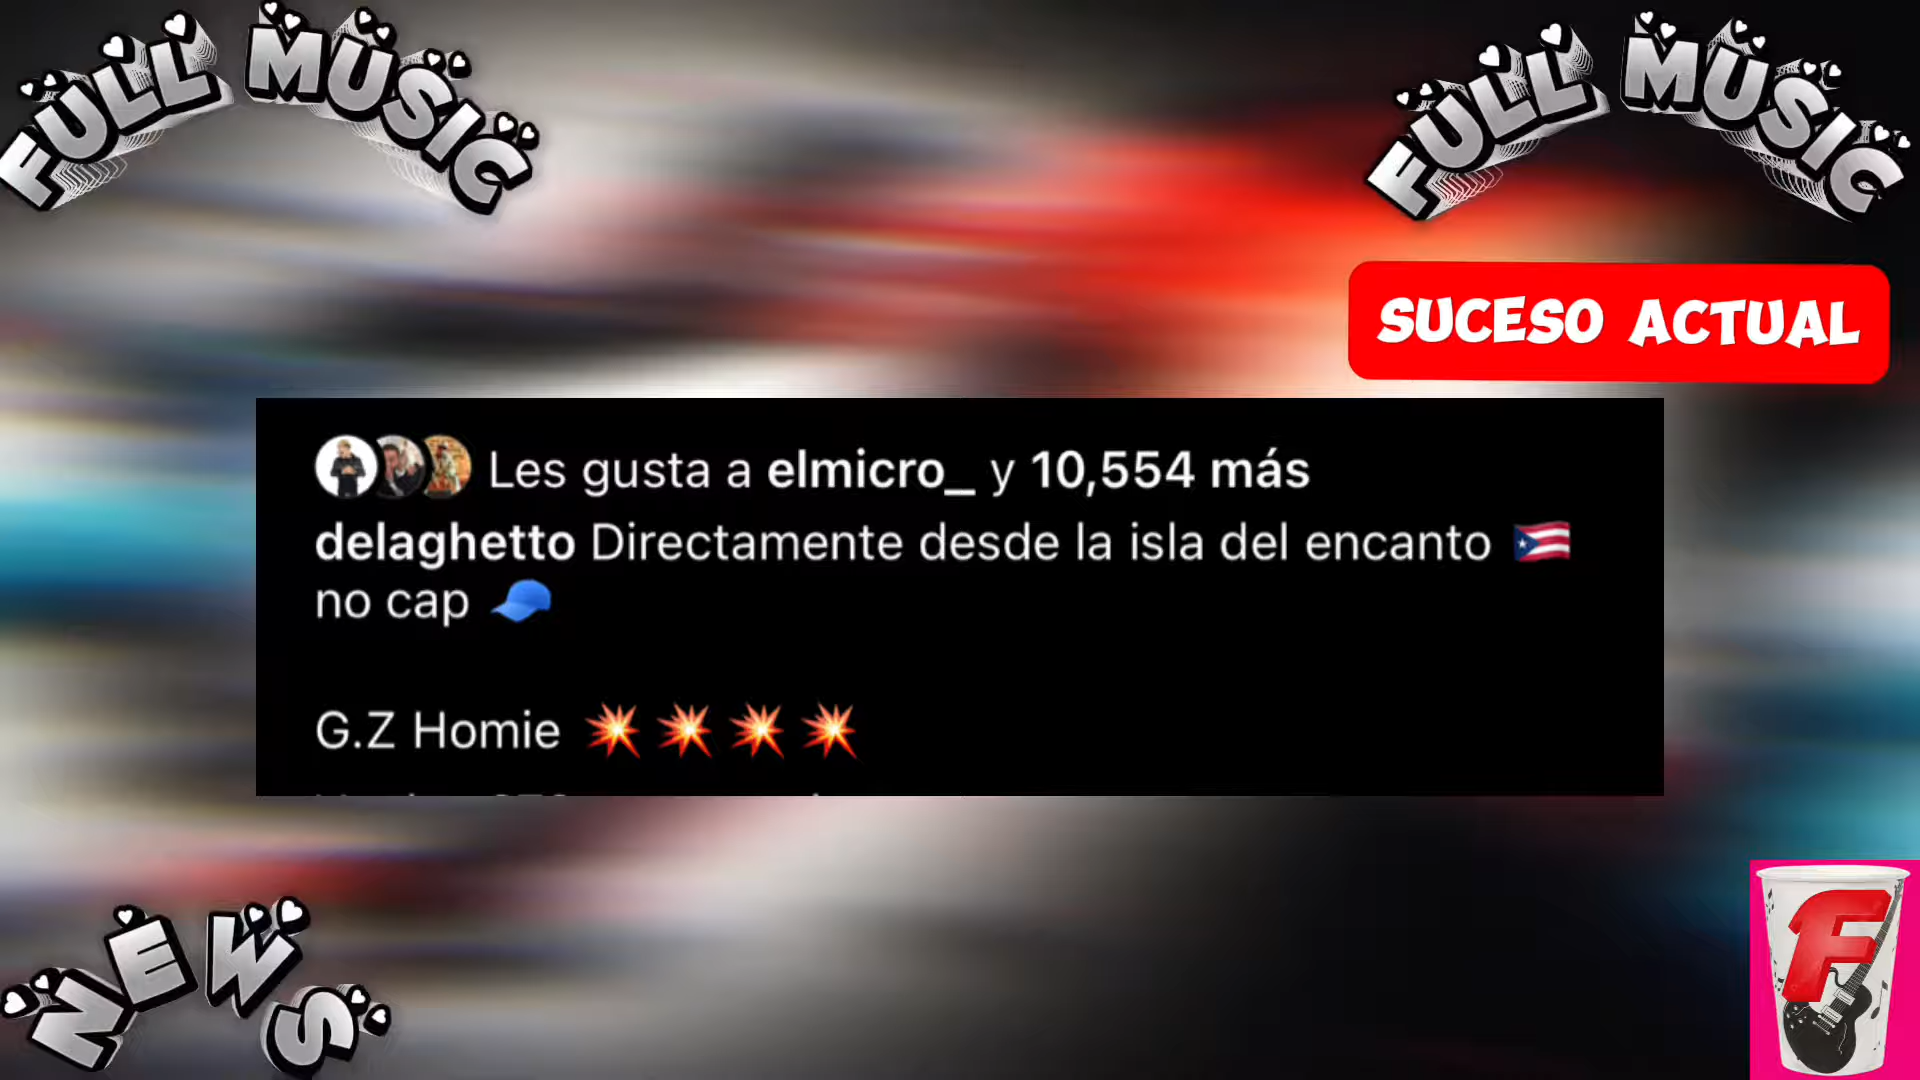 FULL MUSIC
FULL MUSIC
SUCESO ACTUAL
Les gusta a elmicro_ y 10,554 más
delaghetto Directamente desde la isla del encanto 🇵🇷
no cap 🧢
G.Z Homie 💥 💥 💥 💥
NEWS
F